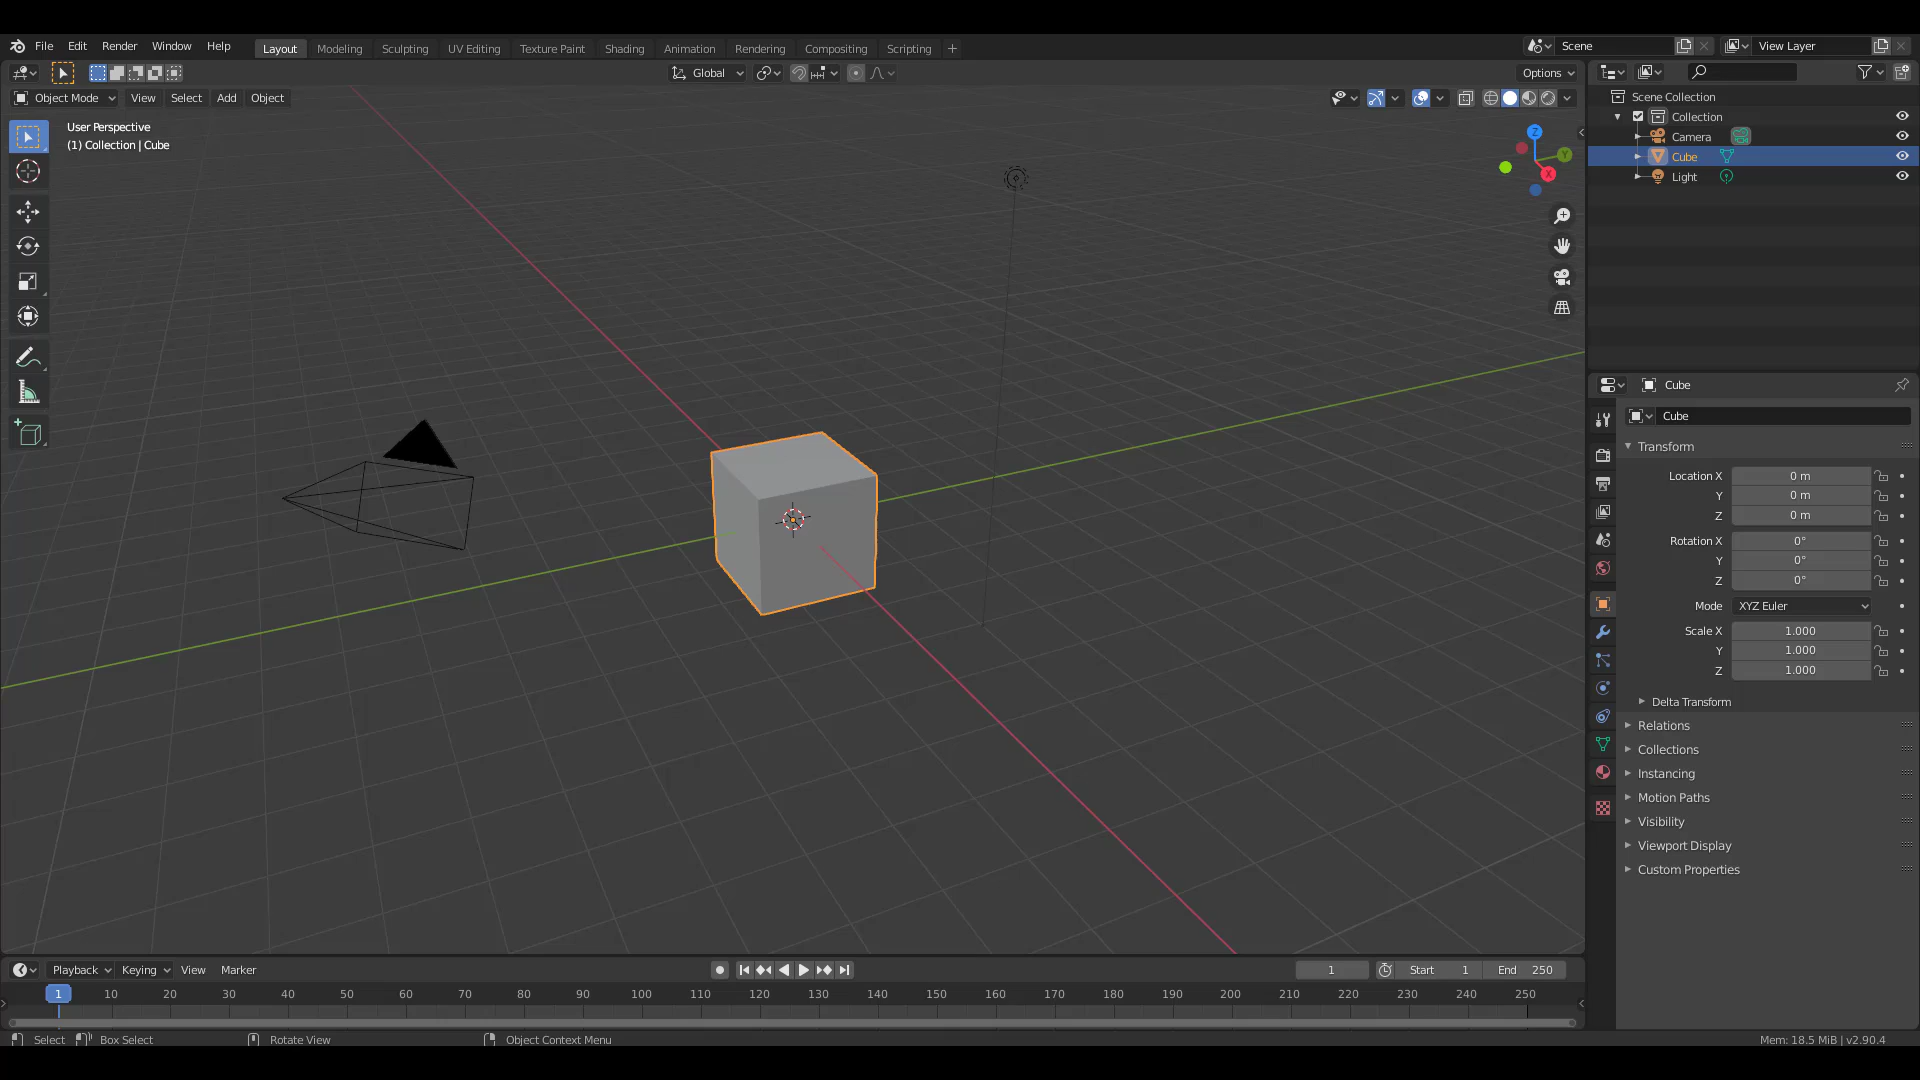 File Edit Render Window Help Layout Modeling Sculpting UV Editing Texture Paint Shading Animation Rendering Compositing Scripting + Scene View Layer
Global Options
Object Mode View Select Add Object
User Perspective
(1) Collection | Cube
Z
Y
X
Scene Collection
Collection
Camera
Cube
Light
Cube
Cube
Transform
Location X 0 m
Y 0 m
Z 0 m
Rotation X 0°
Y 0°
Z 0°
Mode XYZ Euler
Scale X 1.000
Y 1.000
Z 1.000
Delta Transform
Relations
Collections
Instancing
Motion Paths
Visibility
Viewport Display
Custom Properties
Playback Keying View Marker 1 Start 1 End 250
1 10 20 30 40 50 60 70 80 90 100 110 120 130 140 150 160 170 180 190 200 210 220 230 240 250
Select Box Select Rotate View Object Context Menu Mem: 18.5 MiB | v2.90.4